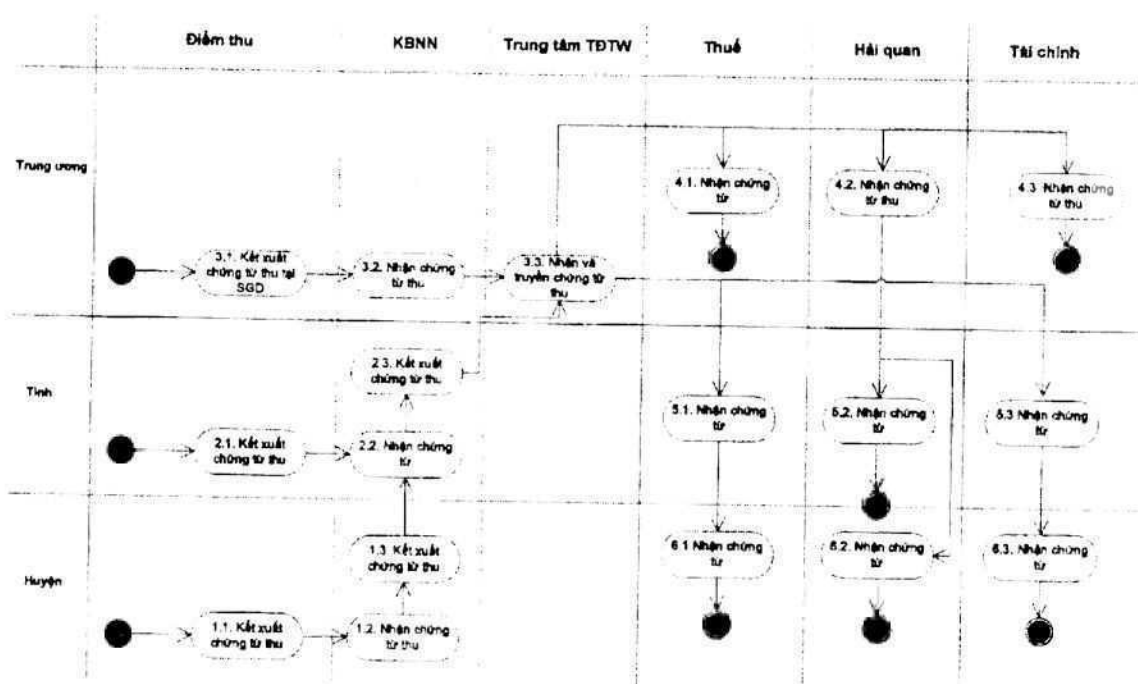 Điểm thu
KBNN
Trung tâm TĐTW
Thuế
Hải quan
Tài chính
Trung ương
4.1. Nhận chứng
từ
4.2. Nhận chứng
từ thu
4.3 Nhận chứng
từ thu
3.1. Kết xuất
chứng từ thu tại
SGD
3.2. Nhận chứng
từ thu
3.3. Nhận và
truyền chứng từ
thu
Tỉnh
2.3. Kết xuất
chứng từ thu
2.1. Kết xuất
chứng từ thu
2.2. Nhận chứng
từ
5.1. Nhận chứng
từ
5.2. Nhận chứng
từ
5.3 Nhận chứng
từ
Huyện
1.3. Kết xuất
chứng từ thu
6.1 Nhận chứng
từ
6.2. Nhận chứng
từ
6.3. Nhận chứng
từ
1.1. Kết xuất
chứng từ thu
1.2. Nhận chứng
từ thu